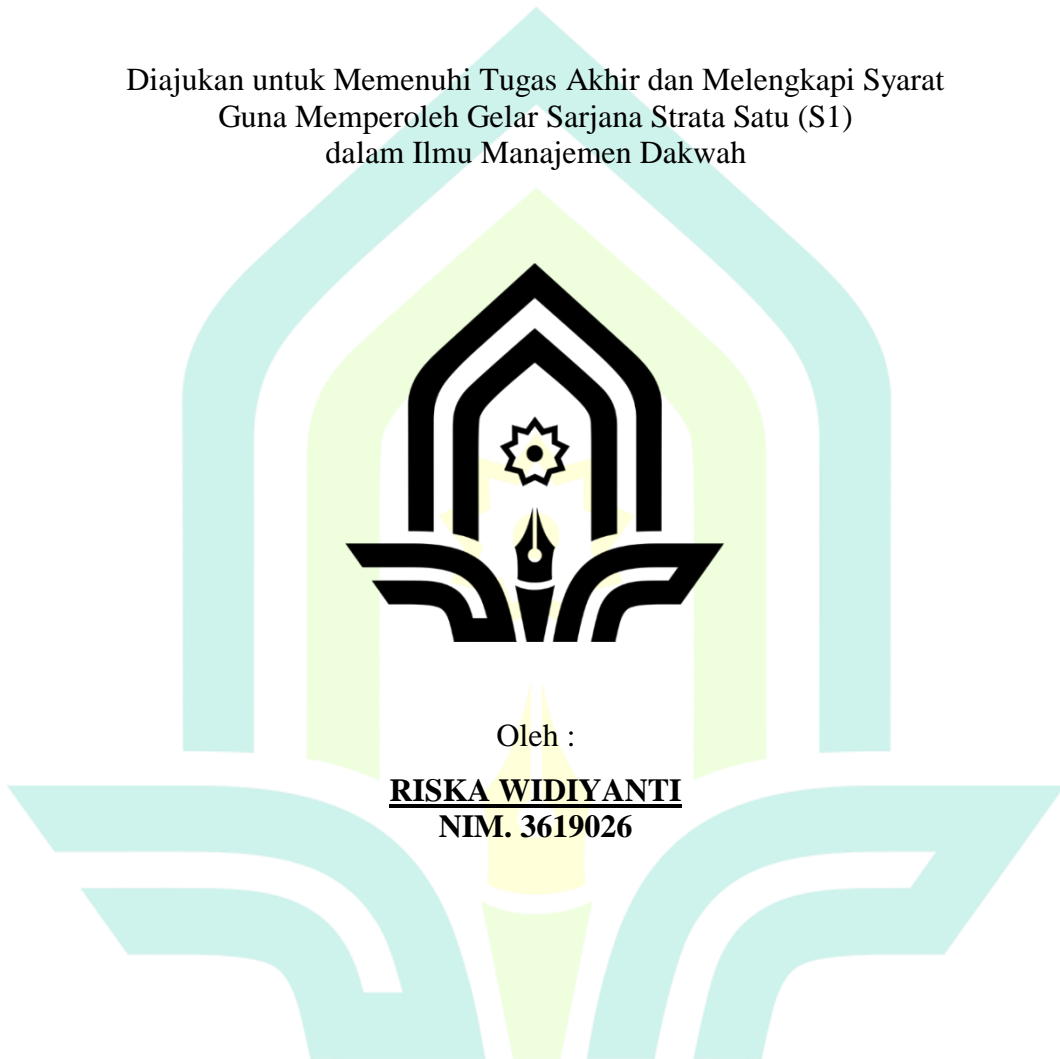 Diajukan untuk Memenuhi Tugas Akhir dan Melengkapi Syarat
Guna Memperoleh Gelar Sarjana Strata Satu (S1)
dalam Ilmu Manajemen Dakwah
Oleh :
RISKA WIDIYANTI
NIM. 3619026